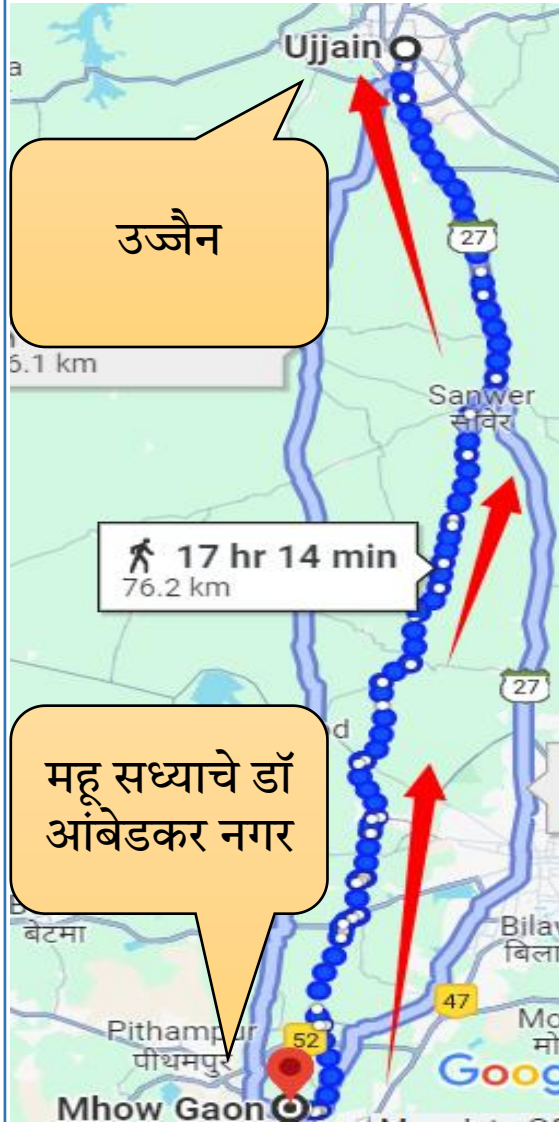 Ujjain
a
उज्जैन
27
6.1 km
Sanwer
सांवेर
17 hr 14 min
76.2 km
27
d
महू सध्याचे डॉ
आंबेडकर नगर
बेटमा
Bila
बिला
47
Pithampur
पीथमपुर
52
Mo
मो
Goog
Mhow Gaon